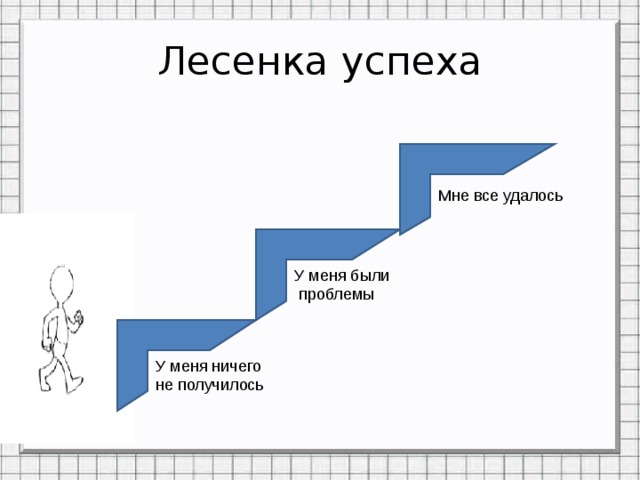 Лесенка успеха
Мне все удалось
У меня были
проблемы
У меня ничего
не получилось